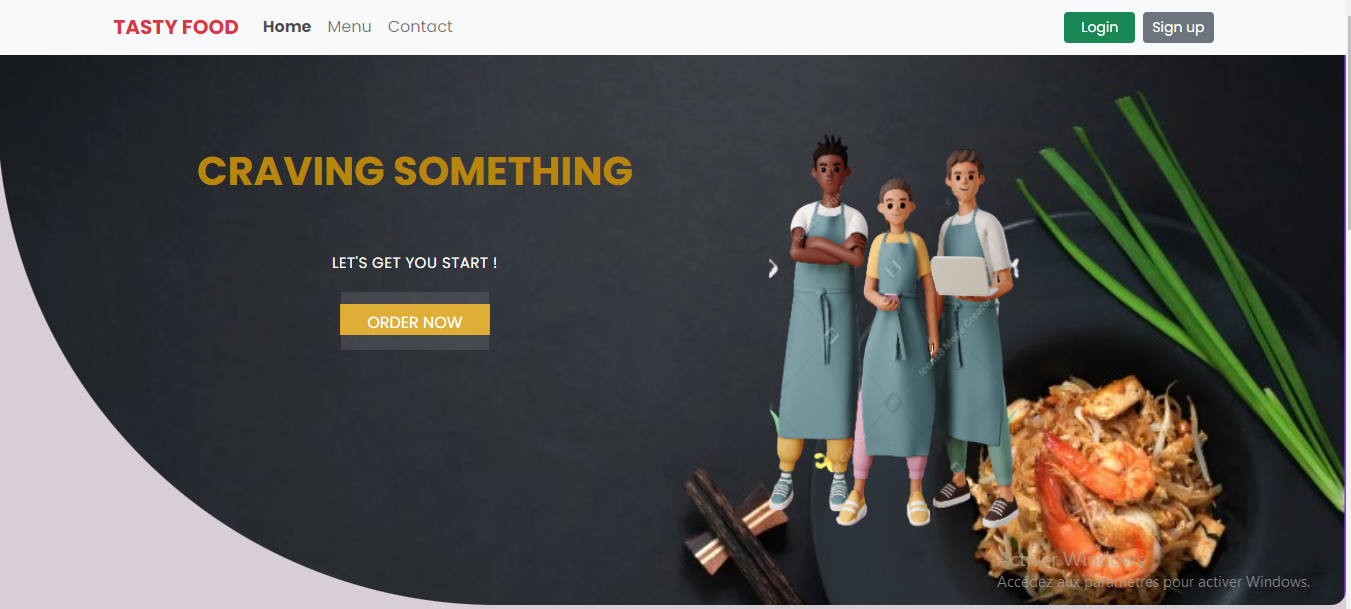 TASTY FOOD Home Menu Contact Login Sign up
CRAVING SOMETHING
LET'S GET YOU START !
ORDER NOW
Activer Windows
Accédez aux paramètres pour activer Windows.